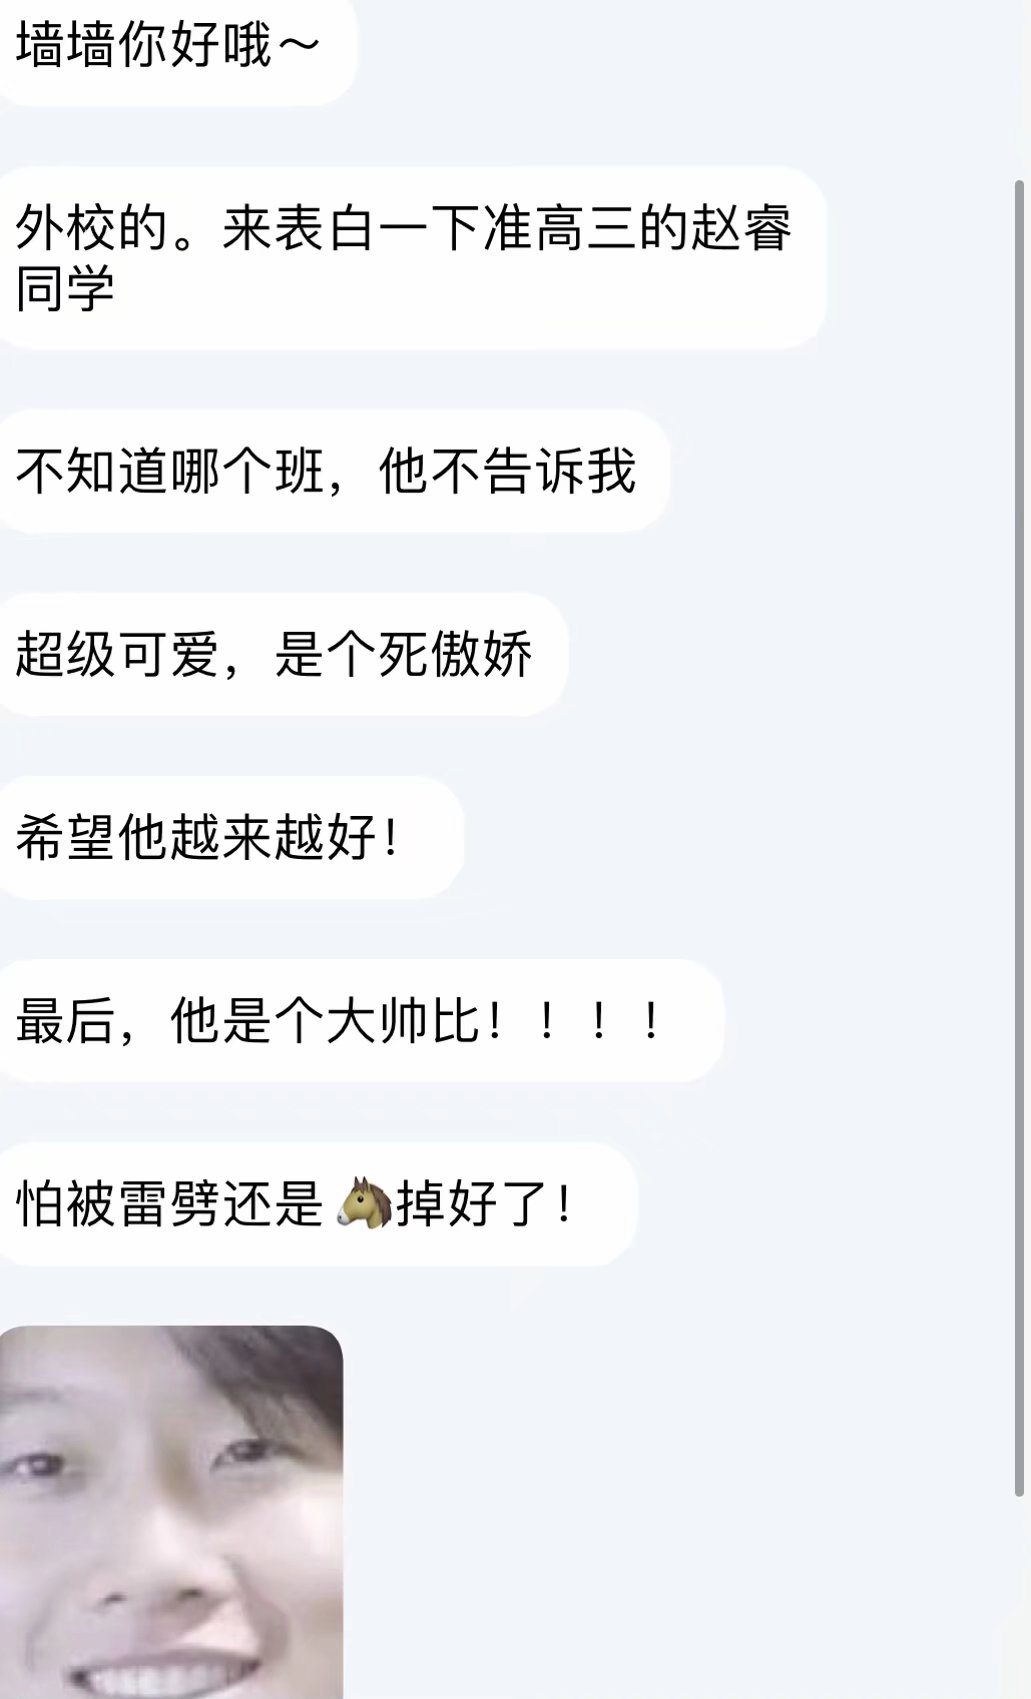 墙墙你好哦～
外校的。来表白一下准高三的赵睿
同学
不知道哪个班，他不告诉我
超级可爱，是个死傲娇
希望他越来越好！
最后，他是个大帅比！！！！
怕被雷劈还是🐴掉好了！